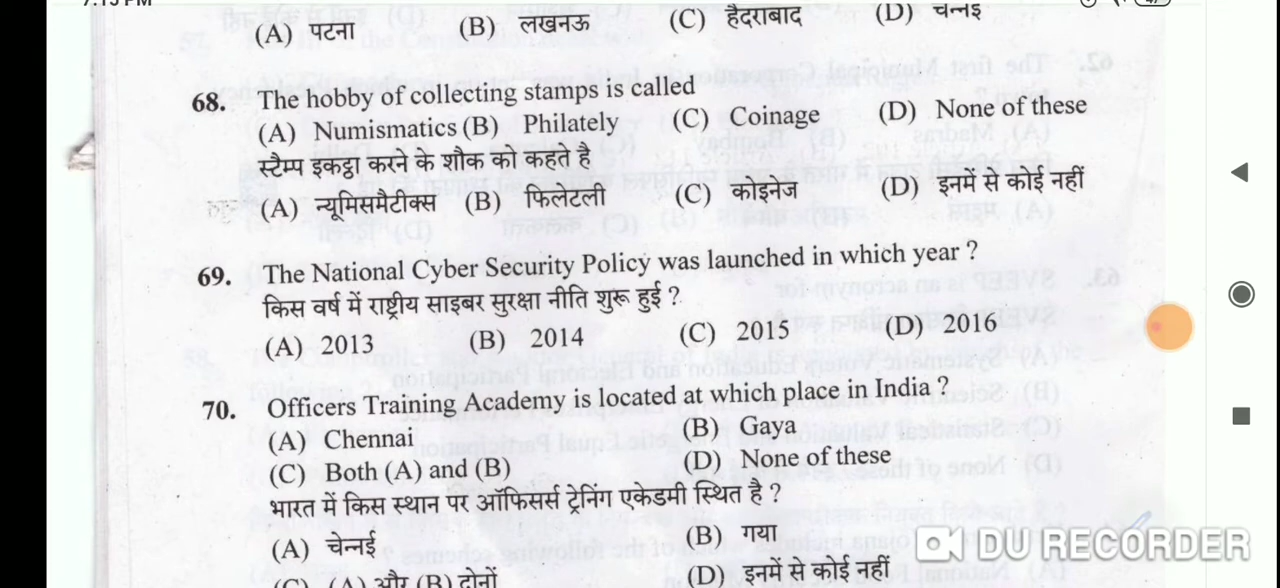 (A) पटना (B) लखनऊ (C) हैदराबाद (D) चेन्नई
68. The hobby of collecting stamps is called
(A) Numismatics (B) Philately (C) Coinage (D) None of these
स्टैम्प इकट्ठा करने के शौक को कहते है
(A) न्यूमिसमेटीक्स (B) फिलेटली (C) कोइनेज (D) इनमें से कोई नहीं
69. The National Cyber Security Policy was launched in which year ?
किस वर्ष में राष्ट्रीय साइबर सुरक्षा नीति शुरू हुई ?
(A) 2013 (B) 2014 (C) 2015 (D) 2016
70. Officers Training Academy is located at which place in India ?
(A) Chennai (B) Gaya
(C) Both (A) and (B) (D) None of these
भारत में किस स्थान पर ऑफिसर्स ट्रेनिंग एकेडमी स्थित है ?
(A) चेन्नई (B) गया
(C) (A) और (B) दोनों (D) इनमें से कोई नहीं
DU RECORDER